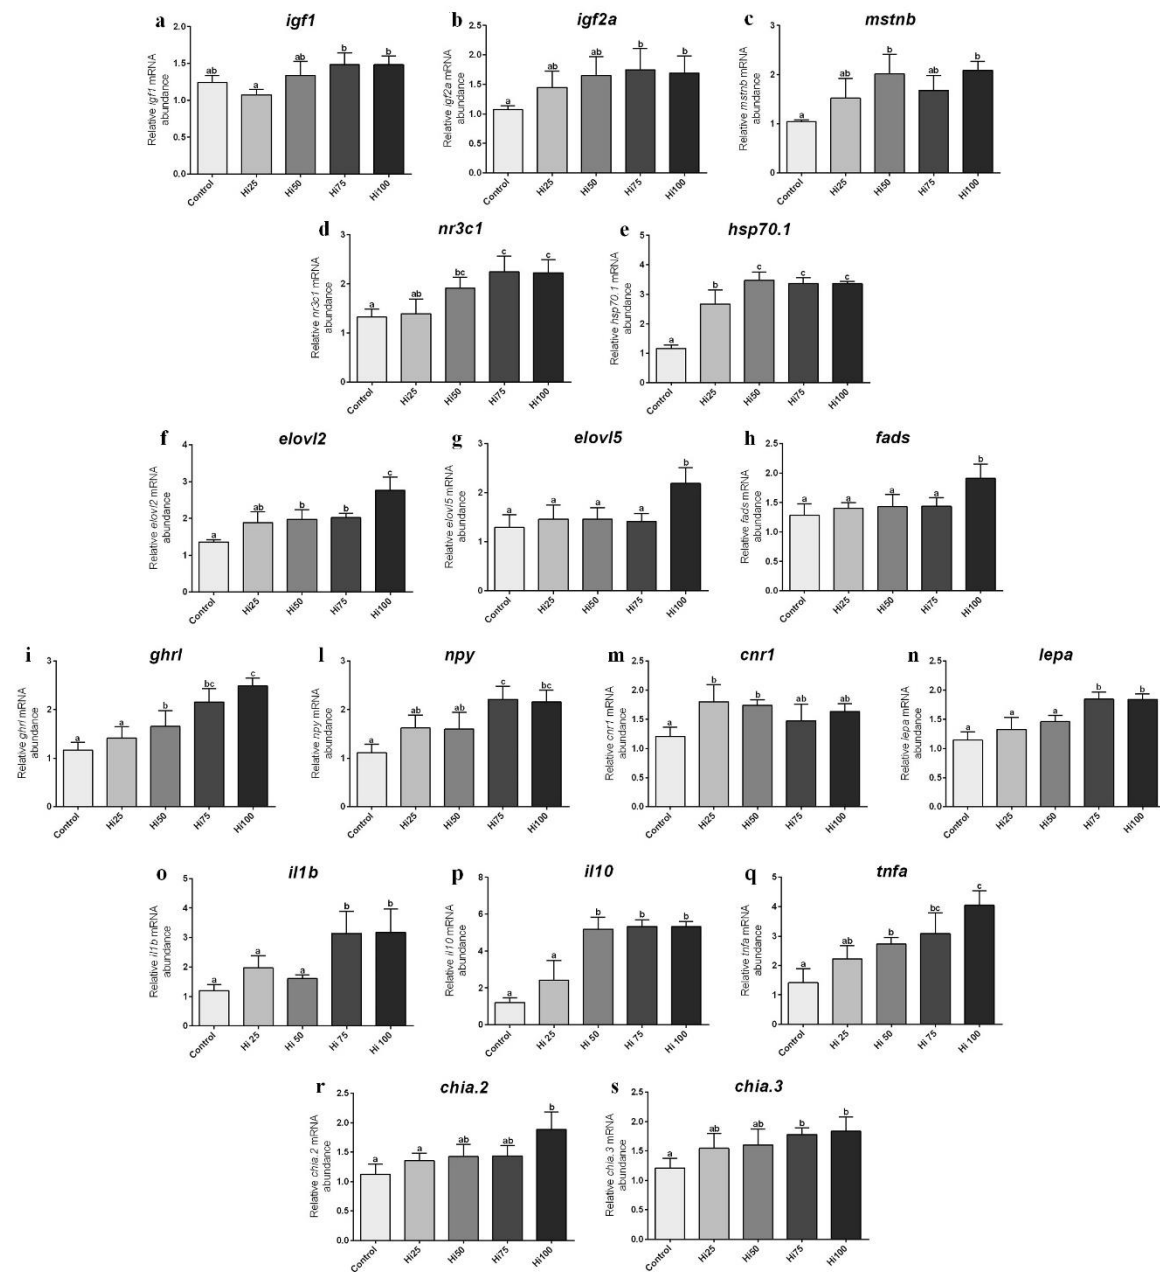 a igf1
2.0
1.5
1.0
0.5
0.0
Relative igf1 mRNA
abundance
ab a ab b b
Control Hi25 Hi50 Hi75 Hi100
b igf2a
2.5
2.0
1.5
1.0
0.5
0.0
Relative igf2a mRNA
abundance
a ab ab b b
Control Hi25 Hi50 Hi75 Hi100
c mstnb
3
2
1
0
Relative mstnb mRNA
abundance
a ab b ab b
Control Hi25 Hi50 Hi75 Hi100
d nr3c1
3
2
1
0
Relative nr3c1 mRNA
abundance
a ab bc c c
Control Hi25 Hi50 Hi75 Hi100
e hsp70.1
5
4
3
2
1
0
Relative hsp70.1 mRNA
abundance
a b c c c
Control Hi25 Hi50 Hi75 Hi100
f elovl2
4
3
2
1
0
Relative elovl2 mRNA
abundance
a ab b b c
Control Hi25 Hi50 Hi75 Hi100
g elovl5
3
2
1
0
Relative elovl5 mRNA
abundance
a a a a b
Control Hi25 Hi50 Hi75 Hi100
h fads
2.5
2.0
1.5
1.0
0.5
0.0
Relative fads mRNA
abundance
a a a a b
Control Hi25 Hi50 Hi75 Hi100
i ghrl
3
2
1
0
Relative ghrl mRNA
abundance
a a a bc c
Control Hi25 Hi50 Hi75 Hi100
l npy
3
2
1
0
Relative npy mRNA
abundance
a ab ab c bc
Control Hi25 Hi50 Hi75 Hi100
m cnr1
2.5
2.0
1.5
1.0
0.5
0.0
Relative cnr1 mRNA
abundance
a b b ab ab
Control Hi25 Hi50 Hi75 Hi100
n lepa
2.5
2.0
1.5
1.0
0.5
0.0
Relative lepa mRNA
abundance
a a a b b
Control Hi25 Hi50 Hi75 Hi100
o il1b
5
4
3
2
1
0
Relative il1b mRNA
abundance
a a a b b
Control Hi 25 Hi 50 Hi 75 Hi 100
p il10
8
6
4
2
0
Relative il10 mRNA
abundance
a a b b b
Control Hi 25 Hi 50 Hi 75 Hi 100
q tnfa
5
4
3
2
1
0
Relative tnfa mRNA
abundance
a ab b bc c
Control Hi 25 Hi 50 Hi 75 Hi 100
r chia.2
2.5
2.0
1.5
1.0
0.5
0.0
Relative chia.2 mRNA
abundance
a a ab ab b
Control Hi25 Hi50 Hi75 Hi100
s chia.3
2.5
2.0
1.5
1.0
0.5
0.0
Relative chia.3 mRNA
abundance
a ab ab b b
Control Hi25 Hi50 Hi75 Hi100